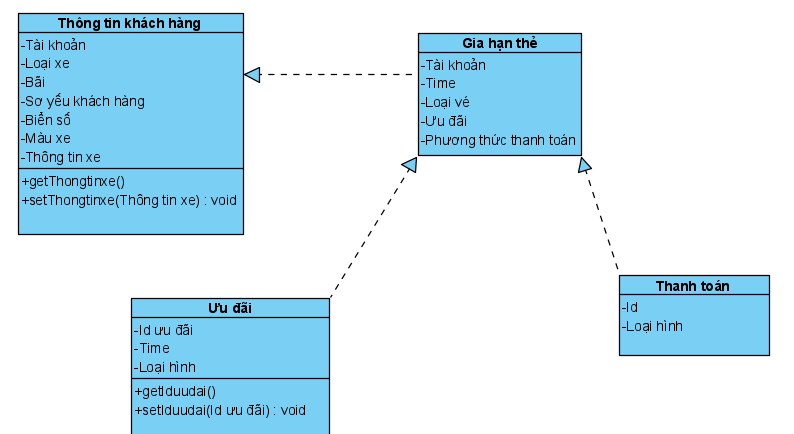 Thông tin khách hàng
-Tài khoản
-Loại xe
-Bãi
-Sơ yếu khách hàng
-Biển số
-Màu xe
-Thông tin xe
+getThongtinxe()
+setThongtinxe(Thông tin xe) : void
Gia hạn thẻ
-Tài khoản
-Time
-Loại vé
-Ưu đãi
-Phương thức thanh toán
Ưu đãi
-Id ưu đãi
-Time
-Loại hình
+getIduudai()
+setIduudai(Id ưu đãi) : void
Thanh toán
-Id
-Loại hình